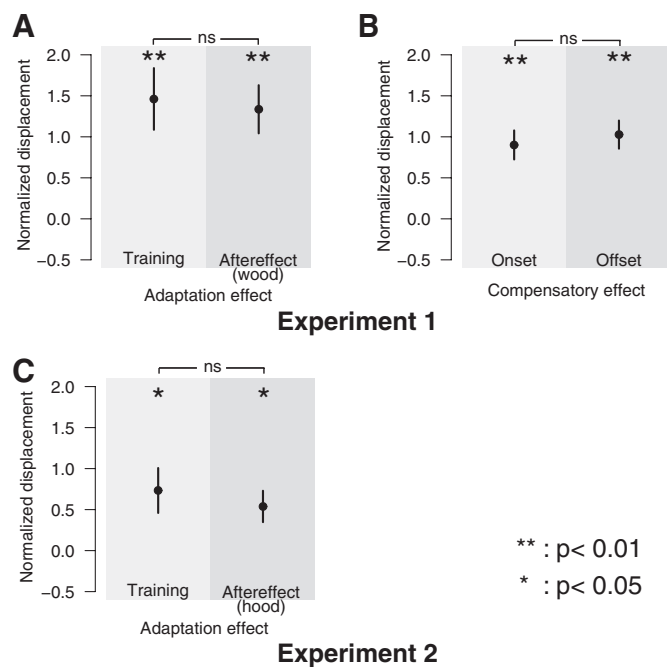 A
ns
Normalized displacement
2.0
1.5
1.0
0.5
0.0
−0.5
**
**
Training
Aftereffect
(wood)
Adaptation effect
B
ns
Normalized displacement
2.0
1.5
1.0
0.5
0.0
−0.5
**
**
Onset
Offset
Compensatory effect
Experiment 1
C
ns
Normalized displacement
2.0
1.5
1.0
0.5
0.0
−0.5
*
*
Training
Aftereffect
(hood)
Adaptation effect
** : p< 0.01
* : p< 0.05
Experiment 2